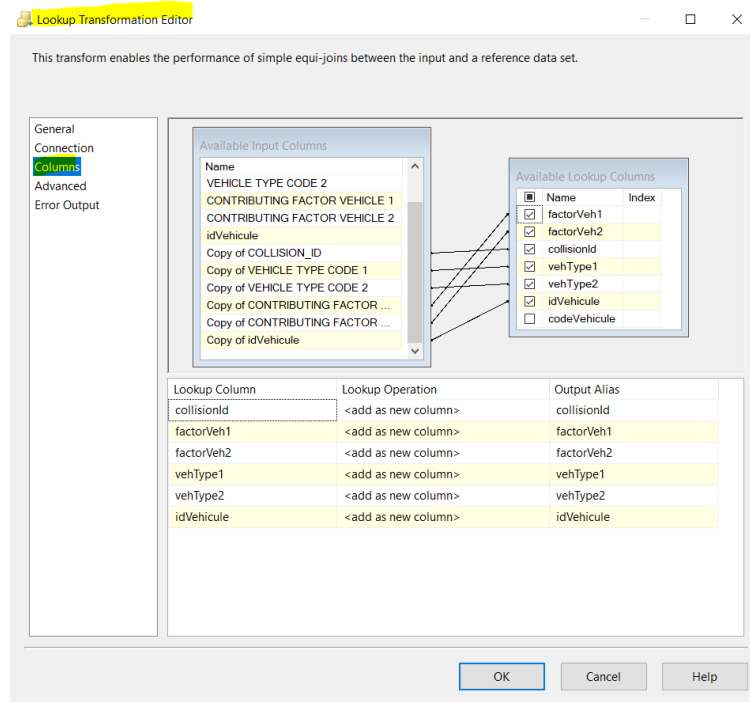 Lookup Transformation Editor
This transform enables the performance of simple equi-joins between the input and a reference data set.
General
Connection
Columns
Advanced
Error Output
Available Input Columns
Name
VEHICLE TYPE CODE 2
CONTRIBUTING FACTOR VEHICLE 1
CONTRIBUTING FACTOR VEHICLE 2
idVehicule
Copy of COLLISION_ID
Copy of VEHICLE TYPE CODE 1
Copy of VEHICLE TYPE CODE 2
Copy of CONTRIBUTING FACTOR ...
Copy of CONTRIBUTING FACTOR ...
Copy of idVehicule
Available Lookup Columns
Name Index
factorVeh1
factorVeh2
collisionId
vehType1
vehType2
idVehicule
codeVehicule
Lookup Column Lookup Operation Output Alias
collisionId <add as new column> collisionId
factorVeh1 <add as new column> factorVeh1
factorVeh2 <add as new column> factorVeh2
vehType1 <add as new column> vehType1
vehType2 <add as new column> vehType2
idVehicule <add as new column> idVehicule
OK Cancel Help